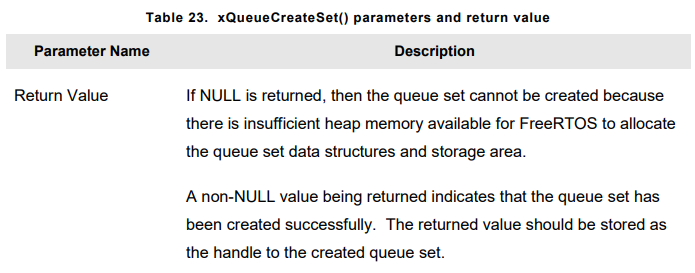 Table 23. xQueueCreateSet() parameters and return value
Parameter Name Description
Return Value If NULL is returned, then the queue set cannot be created because
there is insufficient heap memory available for FreeRTOS to allocate
the queue set data structures and storage area.
A non-NULL value being returned indicates that the queue set has
been created successfully. The returned value should be stored as
the handle to the created queue set.